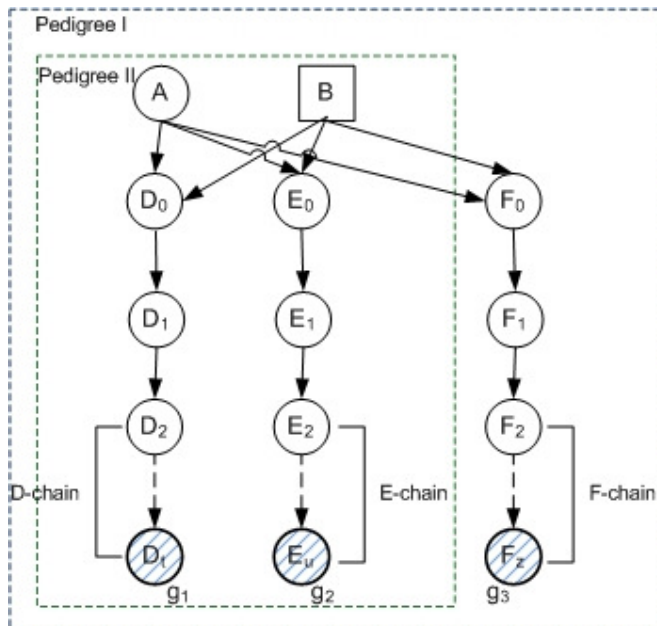 Pedigree I
Pedigree II
A
B
D0
E0
F0
D1
E1
F1
D2
E2
F2
D-chain
E-chain
F-chain
Dt
Eu
Fz
g1
g2
g3